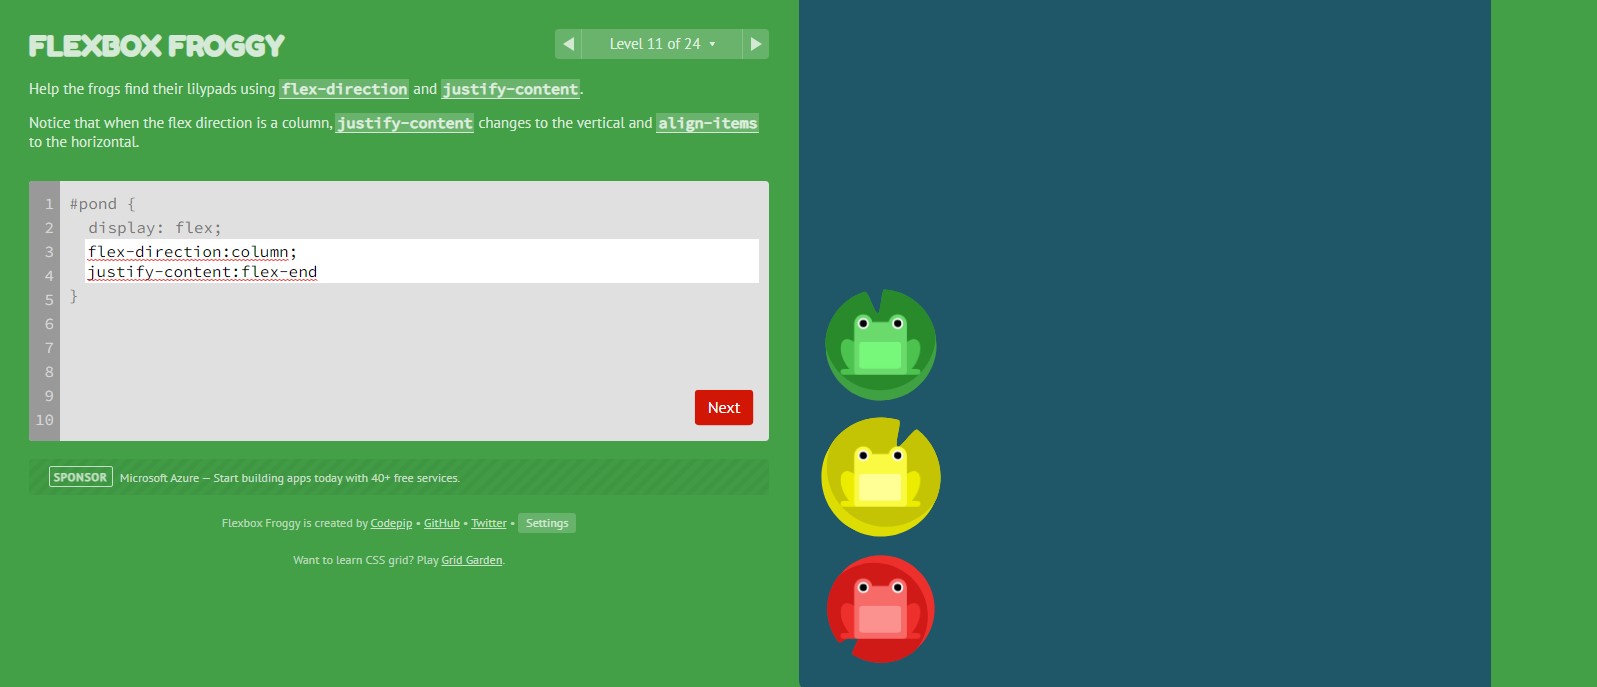 FLEXBOX FROGGY
◀ Level 11 of 24 ▾ ▶
Help the frogs find their lilypads using flex-direction and justify-content.
Notice that when the flex direction is a column, justify-content changes to the vertical and align-items
to the horizontal.
1 #pond {
2 display: flex;
3 flex-direction:column;
4 justify-content:flex-end
5 }
6
7
8
9
10
Next
SPONSOR Microsoft Azure — Start building apps today with 40+ free services.
Flexbox Froggy is created by Codepip • GitHub • Twitter • Settings
Want to learn CSS grid? Play Grid Garden.